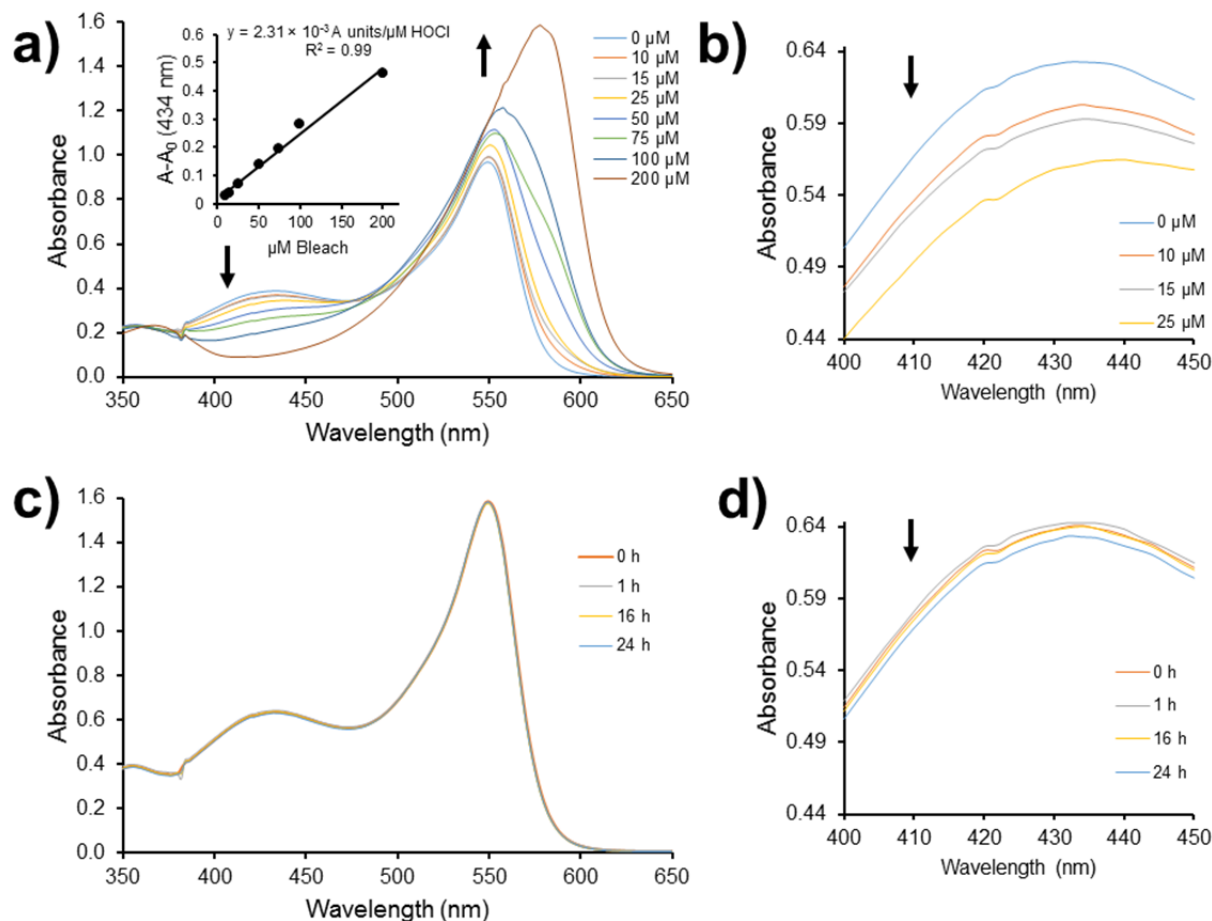 a)
y = 2.31 × 10-3 A units/µM HOCl
R2 = 0.99
0.6
0.5
0.4
0.3
0.2
0.1
0
0 50 100 150 200
A-A0 (434 nm)
µM Bleach
0 µM
10 µM
15 µM
25 µM
50 µM
75 µM
100 µM
200 µM
1.6
1.4
1.2
1.0
0.8
0.6
0.4
0.2
0.0
350 400 450 500 550 600 650
Absorbance
Wavelength (nm)
b)
0.64
0.59
0.54
0.49
0.44
400 410 420 430 440 450
Absorbance
Wavelength (nm)
0 µM
10 µM
15 µM
25 µM
c)
1.6
1.4
1.2
1.0
0.8
0.6
0.4
0.2
0.0
350 400 450 500 550 600 650
Absorbance
Wavelength (nm)
0 h
1 h
16 h
24 h
d)
0.64
0.59
0.54
0.49
0.44
400 410 420 430 440 450
Absorbance
Wavelength (nm)
0 h
1 h
16 h
24 h